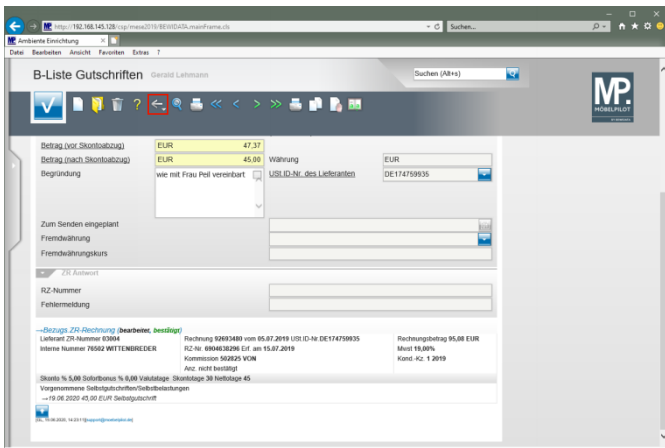 http://192.168.145.128/csp/mese2019/BEWIDATA.mainFrame.cls
Suchen...
MP Ambiente Einrichtung
Datei Bearbeiten Ansicht Favoriten Extras ?
B-Liste Gutschriften Gerald Lehmann
Suchen (Alt+s)
MP.
MÖBELPILOT
Betrag (vor Skontoabzug) EUR 47,37
Betrag (nach Skontoabzug) EUR 45,00 Währung EUR
Begründung wie mit Frau Peil vereinbart USt.ID-Nr. des Lieferanten DE174759935
Zum Senden eingeplant
Fremdwährung
Fremdwährungskurs
ZR Antwort
RZ-Nummer
Fehlermeldung
→Bezugs ZR-Rechnung (bearbeitet, bestätigt)
Lieferant ZR-Nummer 03004 Rechnung 92693480 vom 05.07.2019 USt.ID-Nr.DE174759935 Rechnungsbetrag 95,08 EUR
Interne Nummer 76502 WITTENBREDER RZ-Nr. 6904638296 Erf. am 15.07.2019 Mwst 19,00%
Kommission 502825 VON Kond.-Kz. 1 2019
Anz. nicht bestätigt
Skonto % 5,00 Sofortbonus % 0,00 Valutatage Skontotage 30 Nettotage 45
Vorgenommene Selbstgutschriften/Selbstbelastungen
→19.06.2020 45,00 EUR Selbstgutschrift